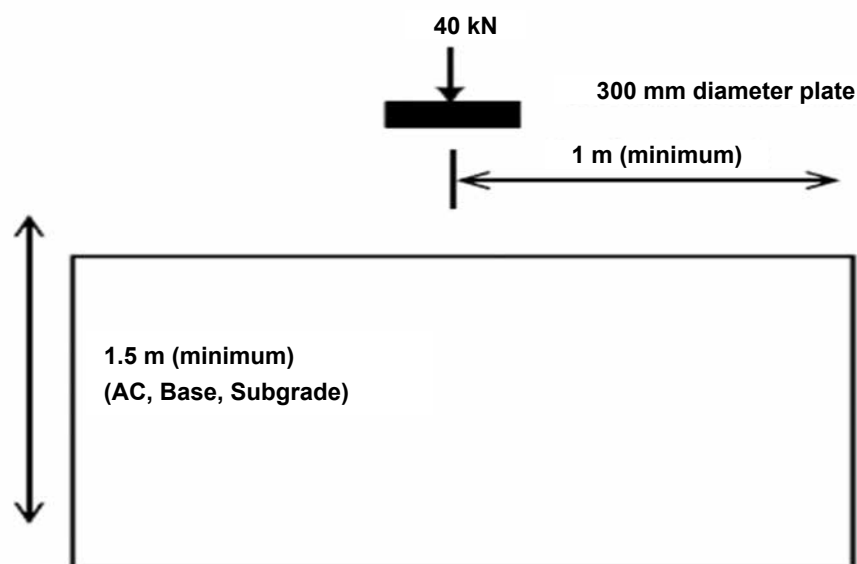 40 kN
300 mm diameter plate
1 m (minimum)
1.5 m (minimum)
(AC, Base, Subgrade)